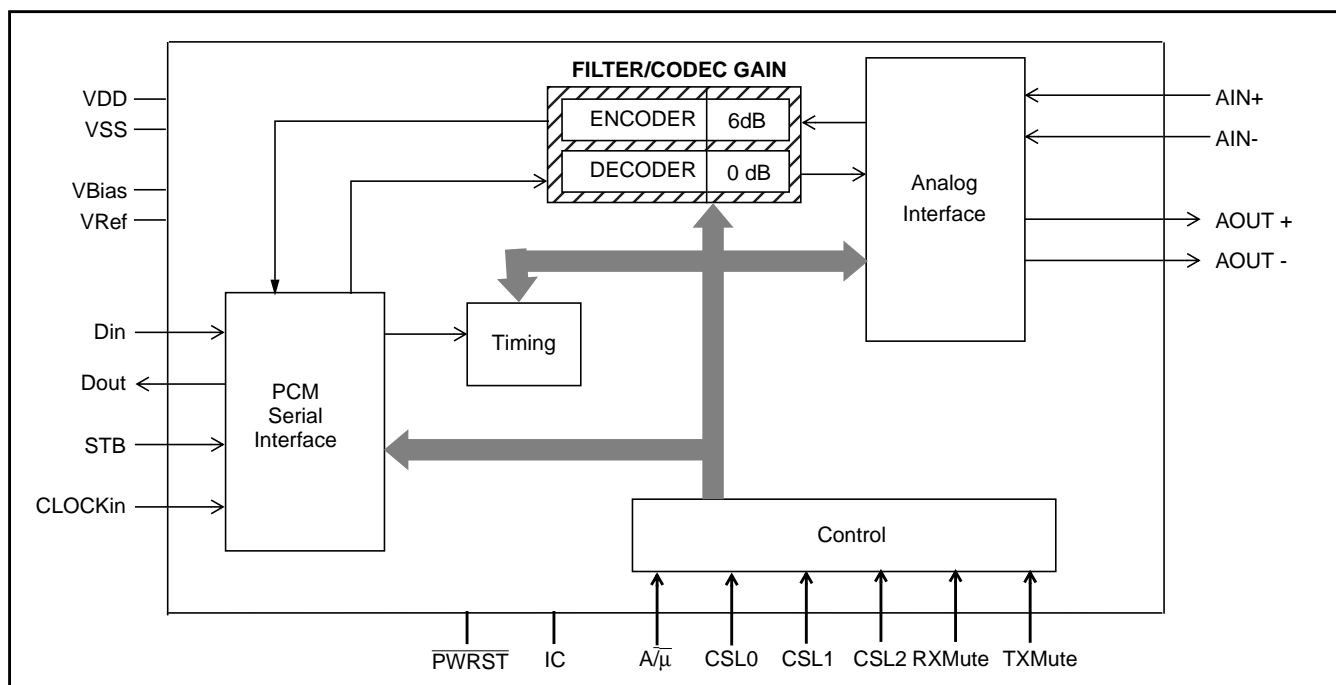 FILTER/CODEC GAIN
VDD
VSS
VBias
VRef
ENCODER 6dB
DECODER 0 dB
Analog
Interface
AIN+
AIN-
AOUT +
AOUT -
Din
Dout
STB
CLOCKin
PCM
Serial
Interface
Timing
Control
PWRST IC A/μ CSL0 CSL1 CSL2 RXMute TXMute